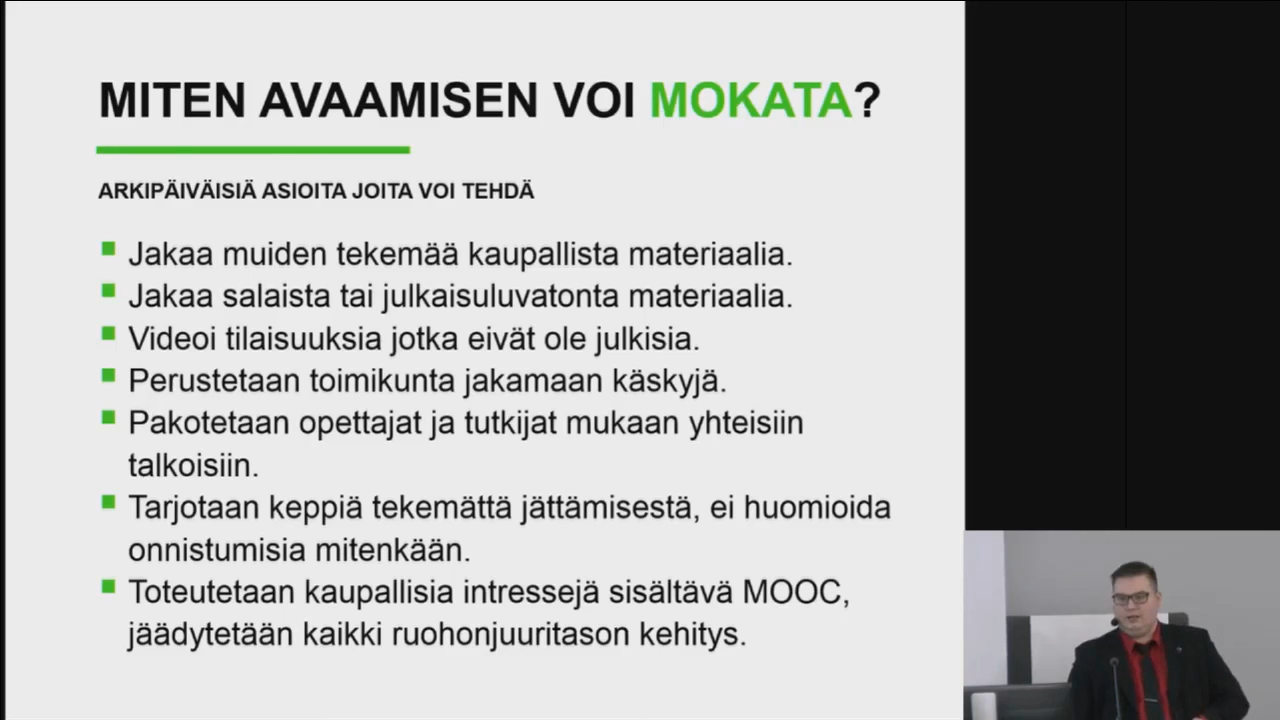 MITEN AVAAMISEN VOI MOKATA?
ARKIPÄIVÄISIÄ ASIOITA JOITA VOI TEHDÄ
Jakaa muiden tekemää kaupallista materiaalia.
Jakaa salaista tai julkaisuluvatonta materiaalia.
Videoi tilaisuuksia jotka eivät ole julkisia.
Perustetaan toimikunta jakamaan käskyjä.
Pakotetaan opettajat ja tutkijat mukaan yhteisiin
talkoisiin.
Tarjotaan keppiä tekemättä jättämisestä, ei huomioida
onnistumisia mitenkään.
Toteutetaan kaupallisia intressejä sisältävä MOOC,
jäädytetään kaikki ruohonjuuritason kehitys.